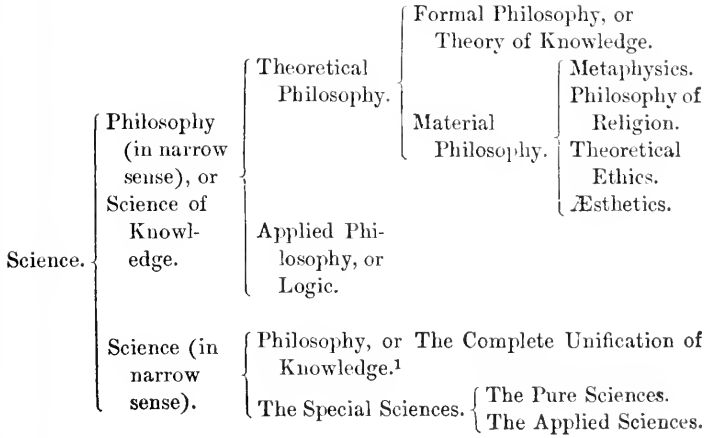 Science.
Philosophy
(in narrow
sense), or
Science of
Knowl-
edge.
Theoretical
Philosophy.
Formal Philosophy, or
Theory of Knowledge.
Material
Philosophy.
Metaphysics.
Philosophy of
Religion.
Theoretical
Ethics.
Æsthetics.
Applied Phi-
losophy, or
Logic.
Science (in
narrow
sense).
Philosophy, or The Complete Unification of
Knowledge.¹
The Special Sciences.
The Pure Sciences.
The Applied Sciences.